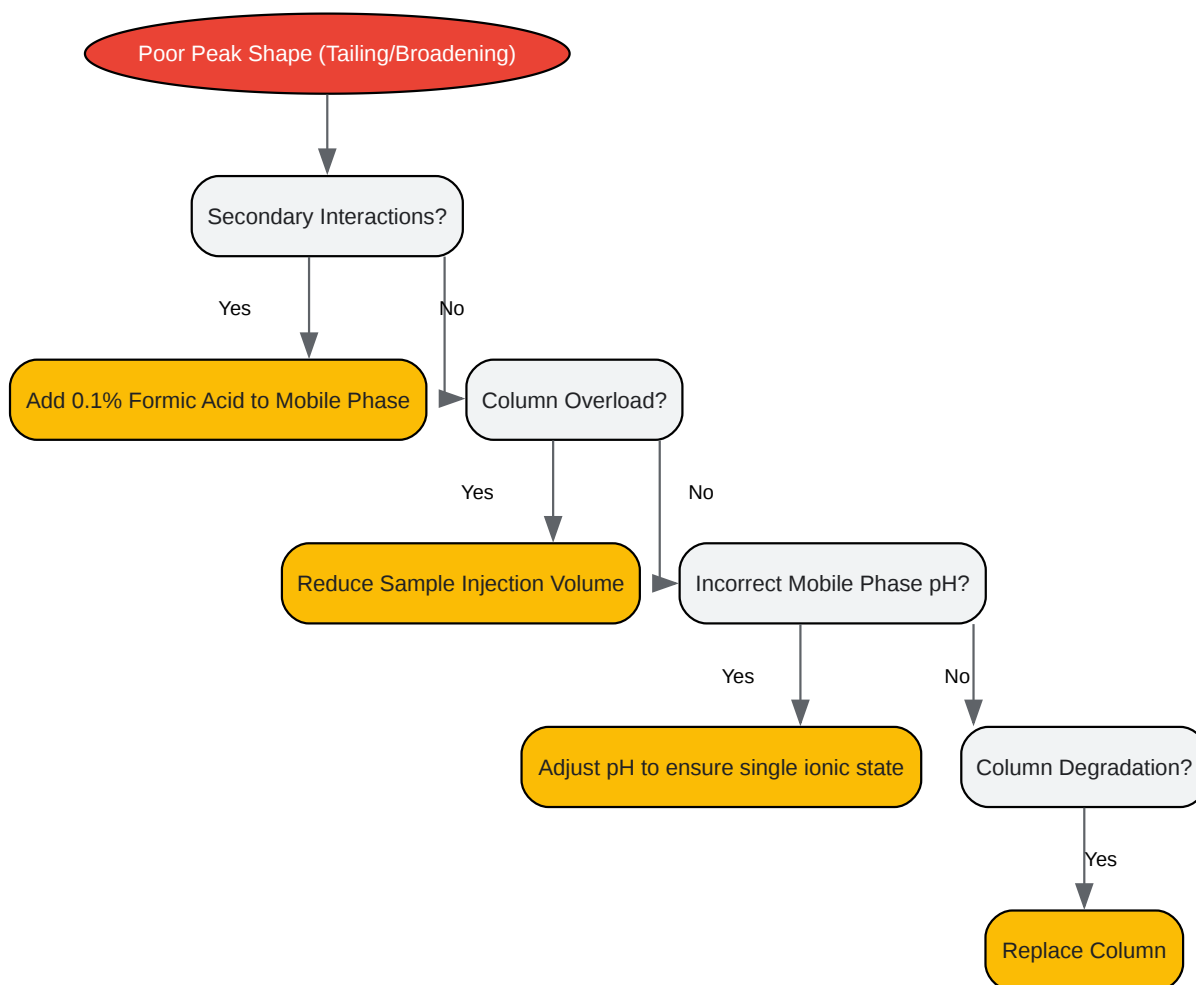 Poor Peak Shape (Tailing/Broadening)
Secondary Interactions?
Yes
No
Add 0.1% Formic Acid to Mobile Phase
Column Overload?
Yes
No
Reduce Sample Injection Volume
Incorrect Mobile Phase pH?
Yes
No
Adjust pH to ensure single ionic state
Column Degradation?
Yes
Replace Column